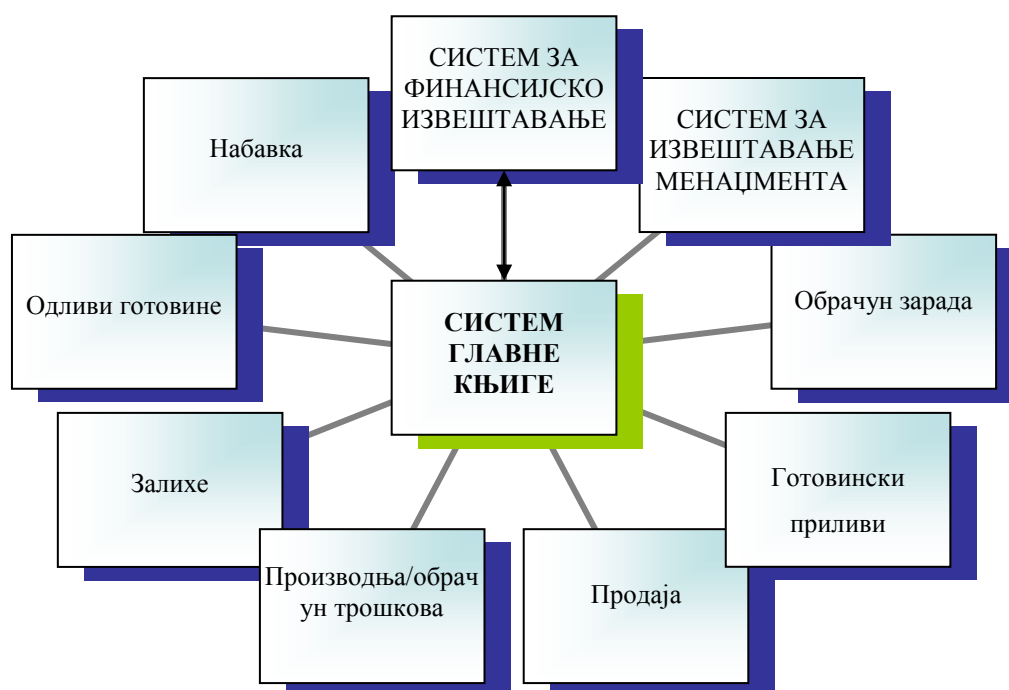 СИСТЕМ ЗА
ФИНАНСИЈСКО
ИЗВЕШТАВАЊЕ
СИСТЕМ ЗА
ИЗВЕШТАВАЊЕ
МЕНАЏМЕНТА
Набавка
Одливи готовине
Обрачун зарада
СИСТЕМ
ГЛАВНЕ
КЊИГЕ
Залихе
Готовински
приливи
Производња/обрач
ун трошкова
Продаја